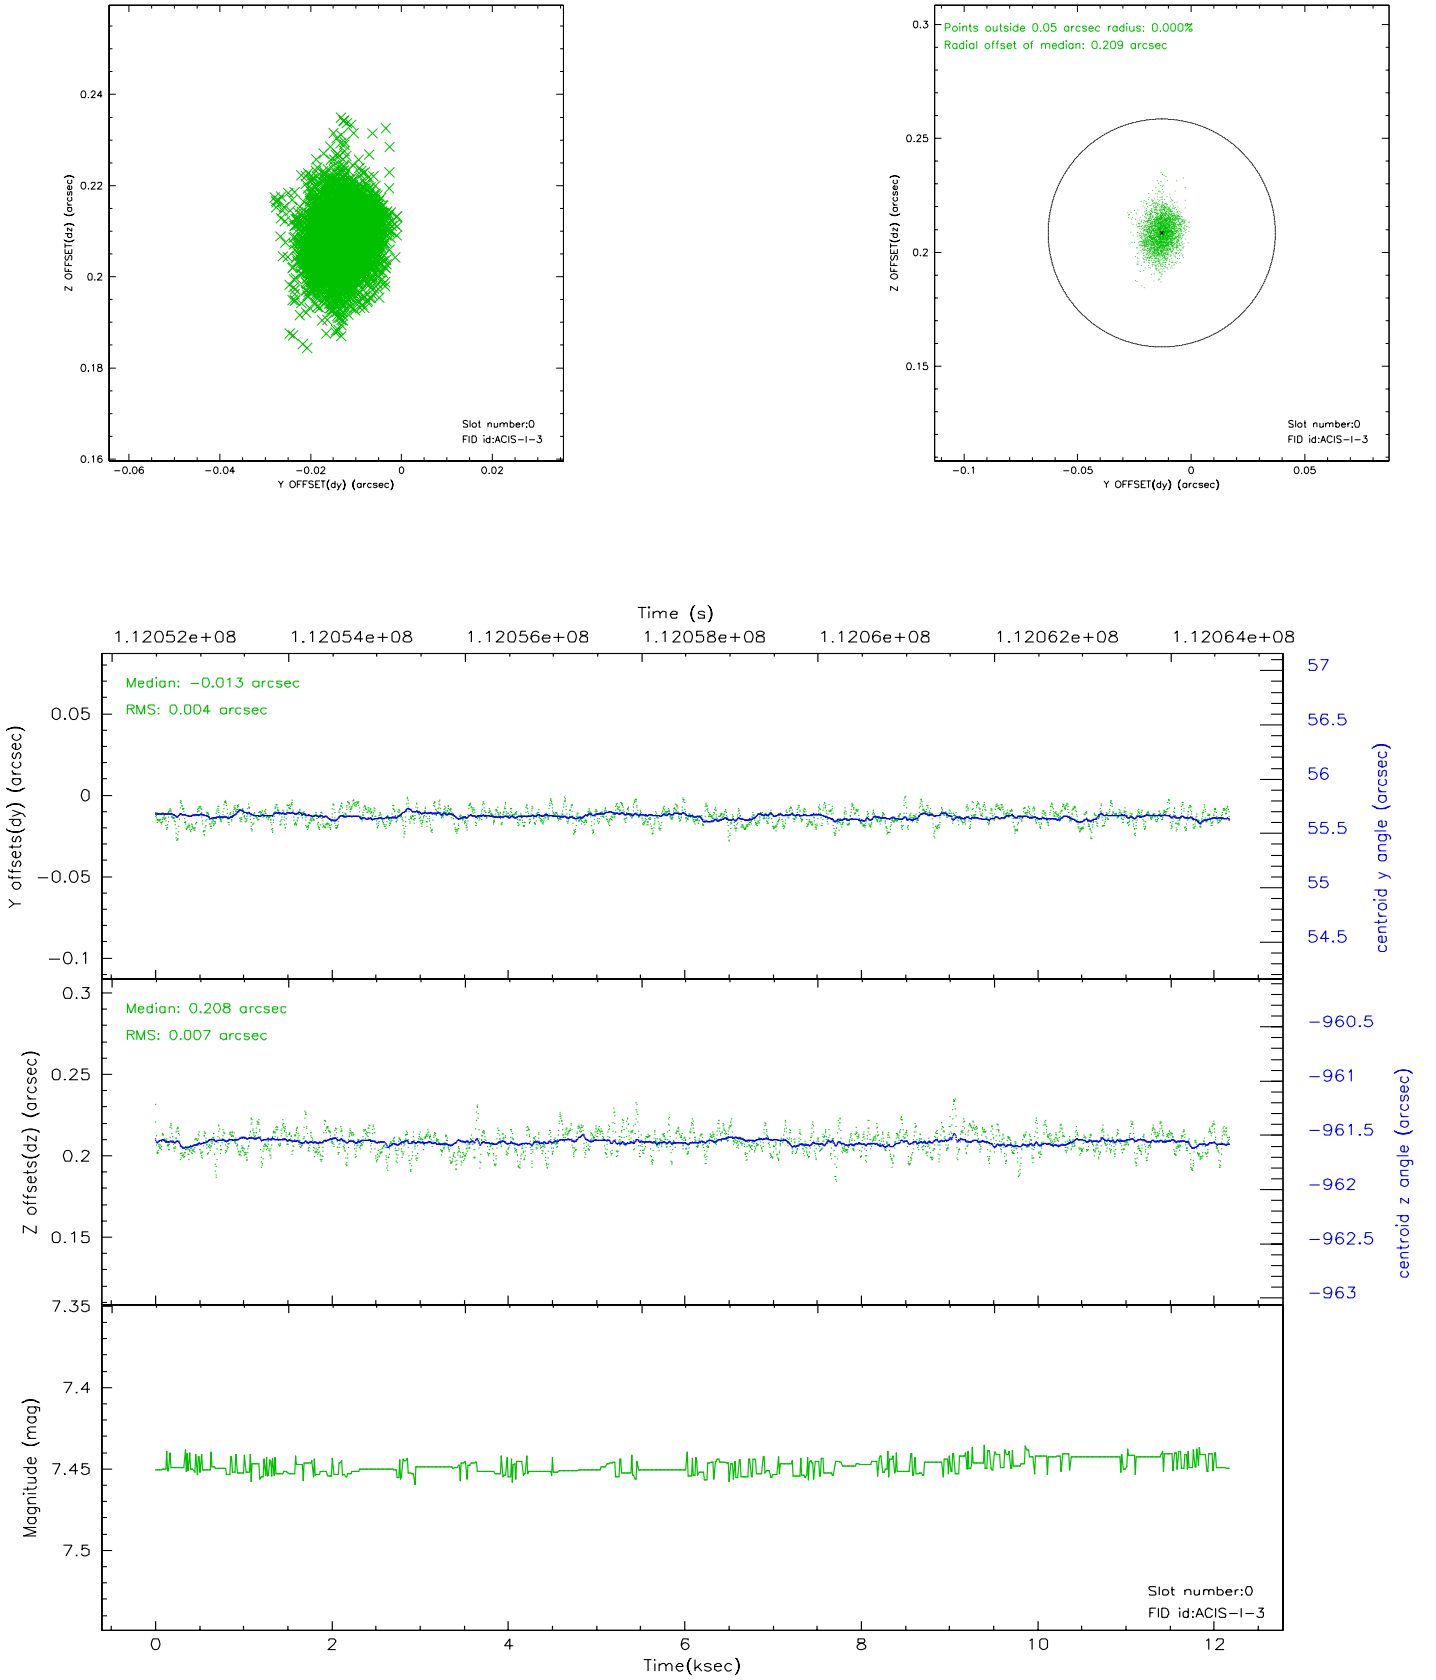 0.24
0.22
0.2
0.18
0.16
Z OFFSET(dz) (arcsec)
−0.06 −0.04 −0.02 0 0.02
Y OFFSET(dy) (arcsec)
Slot number:0
FID id:ACIS−I−3
Points outside 0.05 arcsec radius: 0.000%
Radial offset of median: 0.209 arcsec
0.3
0.25
0.2
0.15
Z OFFSET(dz) (arcsec)
−0.1 −0.05 0 0.05
Y OFFSET(dy) (arcsec)
Slot number:0
FID id:ACIS−I−3
Time (s)
1.12052e+08 1.12054e+08 1.12056e+08 1.12058e+08 1.1206e+08 1.12062e+08 1.12064e+08
Median: −0.013 arcsec
RMS: 0.004 arcsec
0.05
0
−0.05
−0.1
Y offsets(dy) (arcsec)
57
56.5
56
55.5
55
54.5
centroid y angle (arcsec)
Median: 0.208 arcsec
RMS: 0.007 arcsec
0.3
0.25
0.2
0.15
Z offsets(dz) (arcsec)
−960.5
−961
−961.5
−962
−962.5
−963
centroid z angle (arcsec)
7.35
7.4
7.45
7.5
Magnitude (mag)
Slot number:0
FID id:ACIS−I−3
0 2 4 6 8 10 12
Time(ksec)